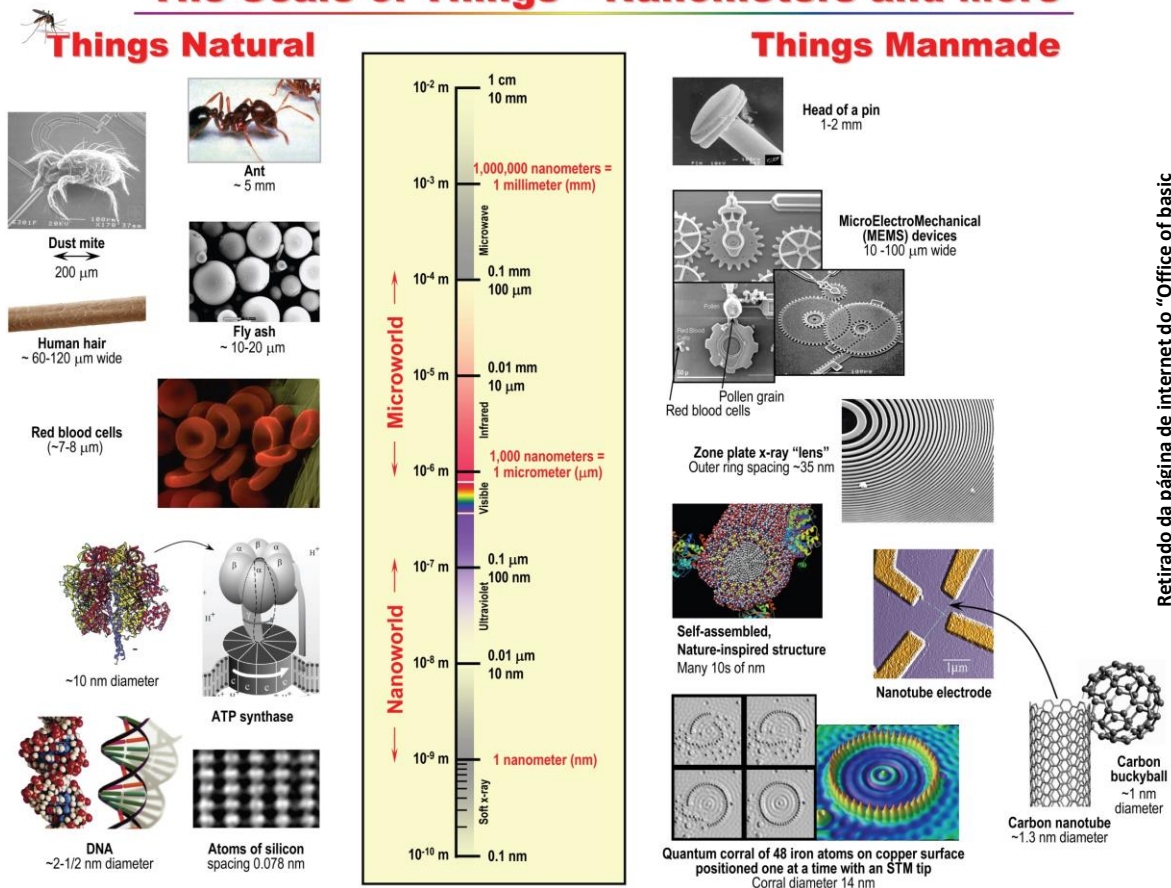 The Scale of Things – Nanometers and More
Things Natural
Things Manmade
Ant
~ 5 mm
Dust mite
200 μm
Human hair
~ 60-120 μm wide
Fly ash
~ 10-20 μm
Red blood cells
(~7-8 μm)
~10 nm diameter
ATP synthase
DNA
~2-1/2 nm diameter
Atoms of silicon
spacing 0.078 nm
10-2 m
1 cm
10 mm
1,000,000 nanometers =
1 millimeter (mm)
10-3 m
Microwave
10-4 m
0.1 mm
100 μm
Microworld
10-5 m
0.01 mm
10 μm
Infrared
1,000 nanometers =
1 micrometer (μm)
10-6 m
Visible
10-7 m
0.1 μm
100 nm
Ultraviolet
Nanoworld
10-8 m
0.01 μm
10 nm
10-9 m
1 nanometer (nm)
Soft x-ray
10-10 m
0.1 nm
Head of a pin
1-2 mm
MicroElectroMechanical
(MEMS) devices
10 -100 μm wide
Pollen
Red Blood
Pollen grain
Red blood cells
Zone plate x-ray “lens”
Outer ring spacing ~35 nm
Self-assembled,
Nature-inspired structure
Many 10s of nm
1μm
Nanotube electrode
Carbon
buckyball
~1 nm
diameter
Carbon nanotube
~1.3 nm diameter
Quantum corral of 48 iron atoms on copper surface
positioned one at a time with an STM tip
Corral diameter 14 nm
Retirado da página de internet do “Office of basic